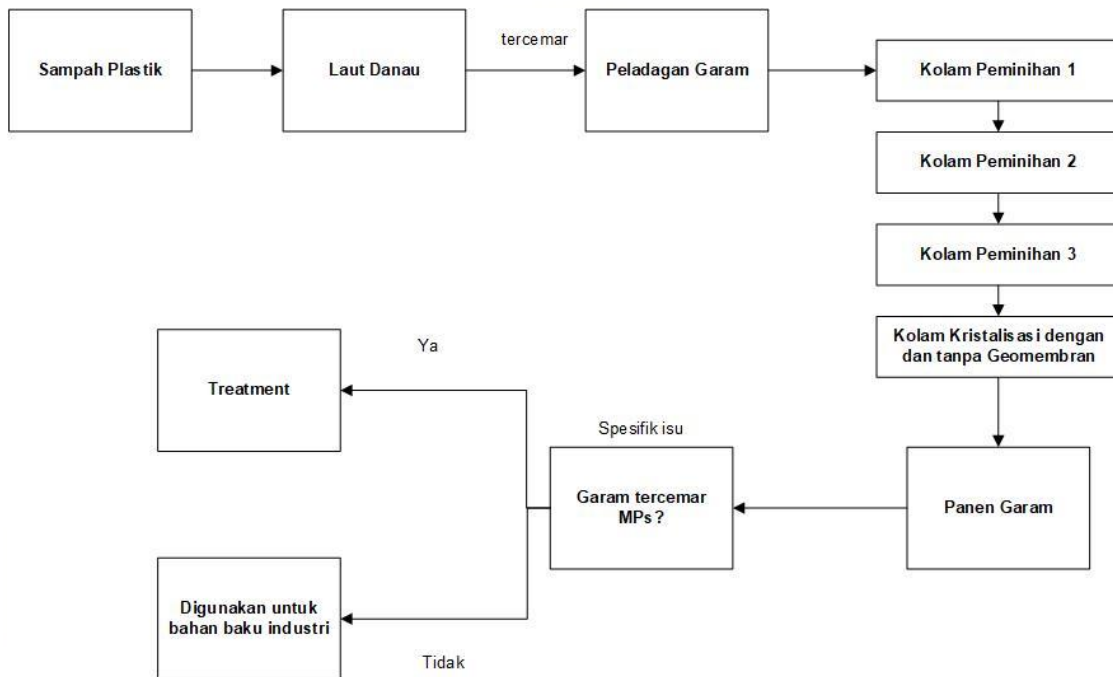 Sampah Plastik
Laut Danau
tercemar
Peladagan Garam
Kolam Peminihan 1
Kolam Peminihan 2
Kolam Peminihan 3
Kolam Kristalisasi dengan
dan tanpa Geomembran
Panen Garam
Spesifik isu
Garam tercemar
MPs?
Ya
Treatment
Digunakan untuk
bahan baku industri
Tidak